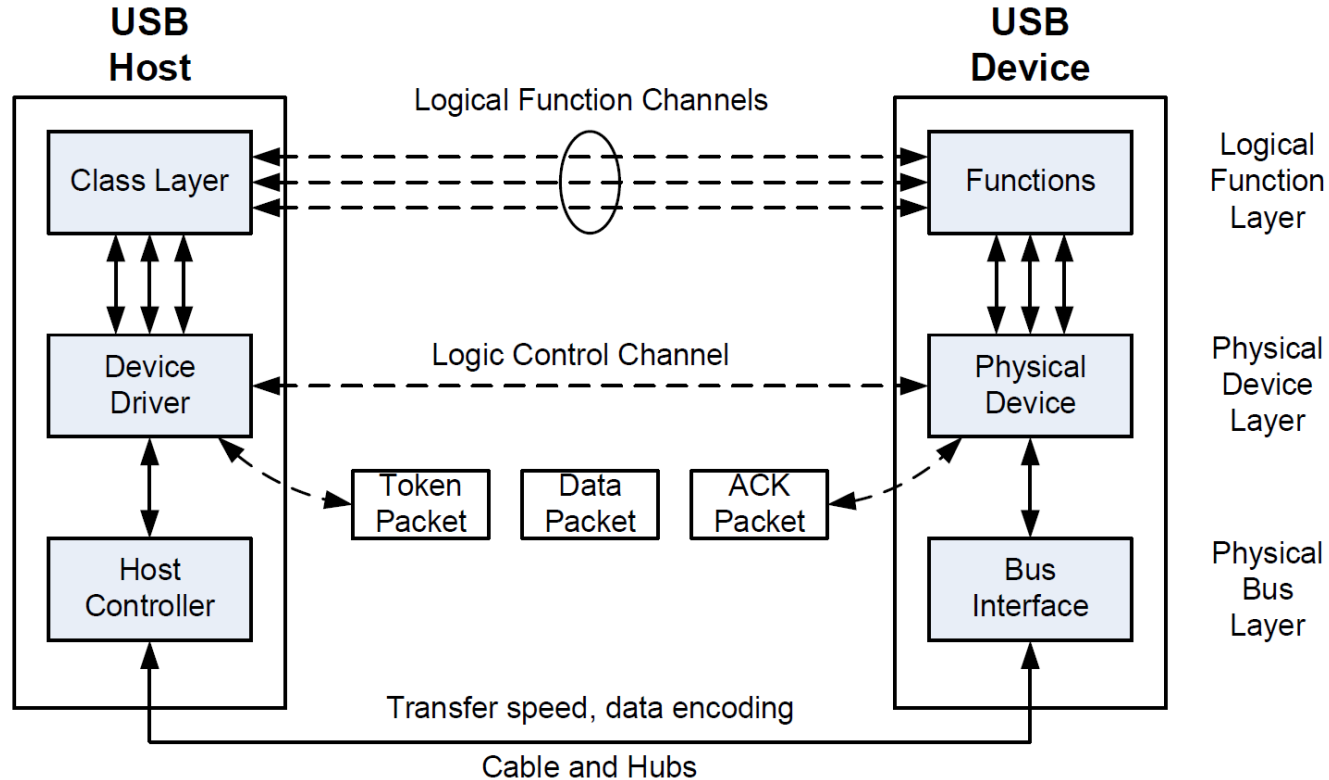 USB
Host
USB
Device
Logical Function Channels
Class Layer
Functions
Logical
Function
Layer
Device
Driver
Logic Control Channel
Physical
Device
Physical
Device
Layer
Token
Packet
Data
Packet
ACK
Packet
Host
Controller
Bus
Interface
Physical
Bus
Layer
Transfer speed, data encoding
Cable and Hubs